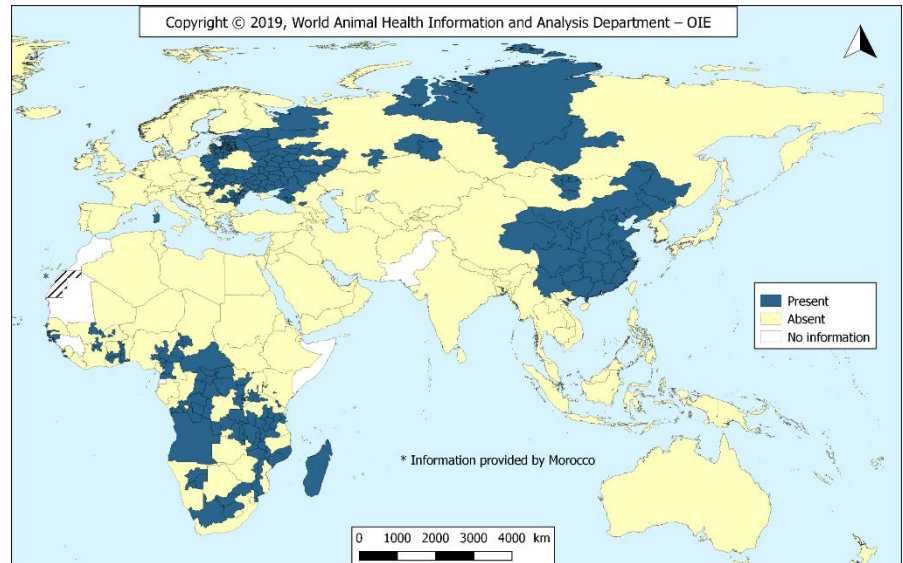 Copyright © 2019, World Animal Health Information and Analysis Department – OIE
Present
Absent
No information
*
* Information provided by Morocco
0 1000 2000 3000 4000 km